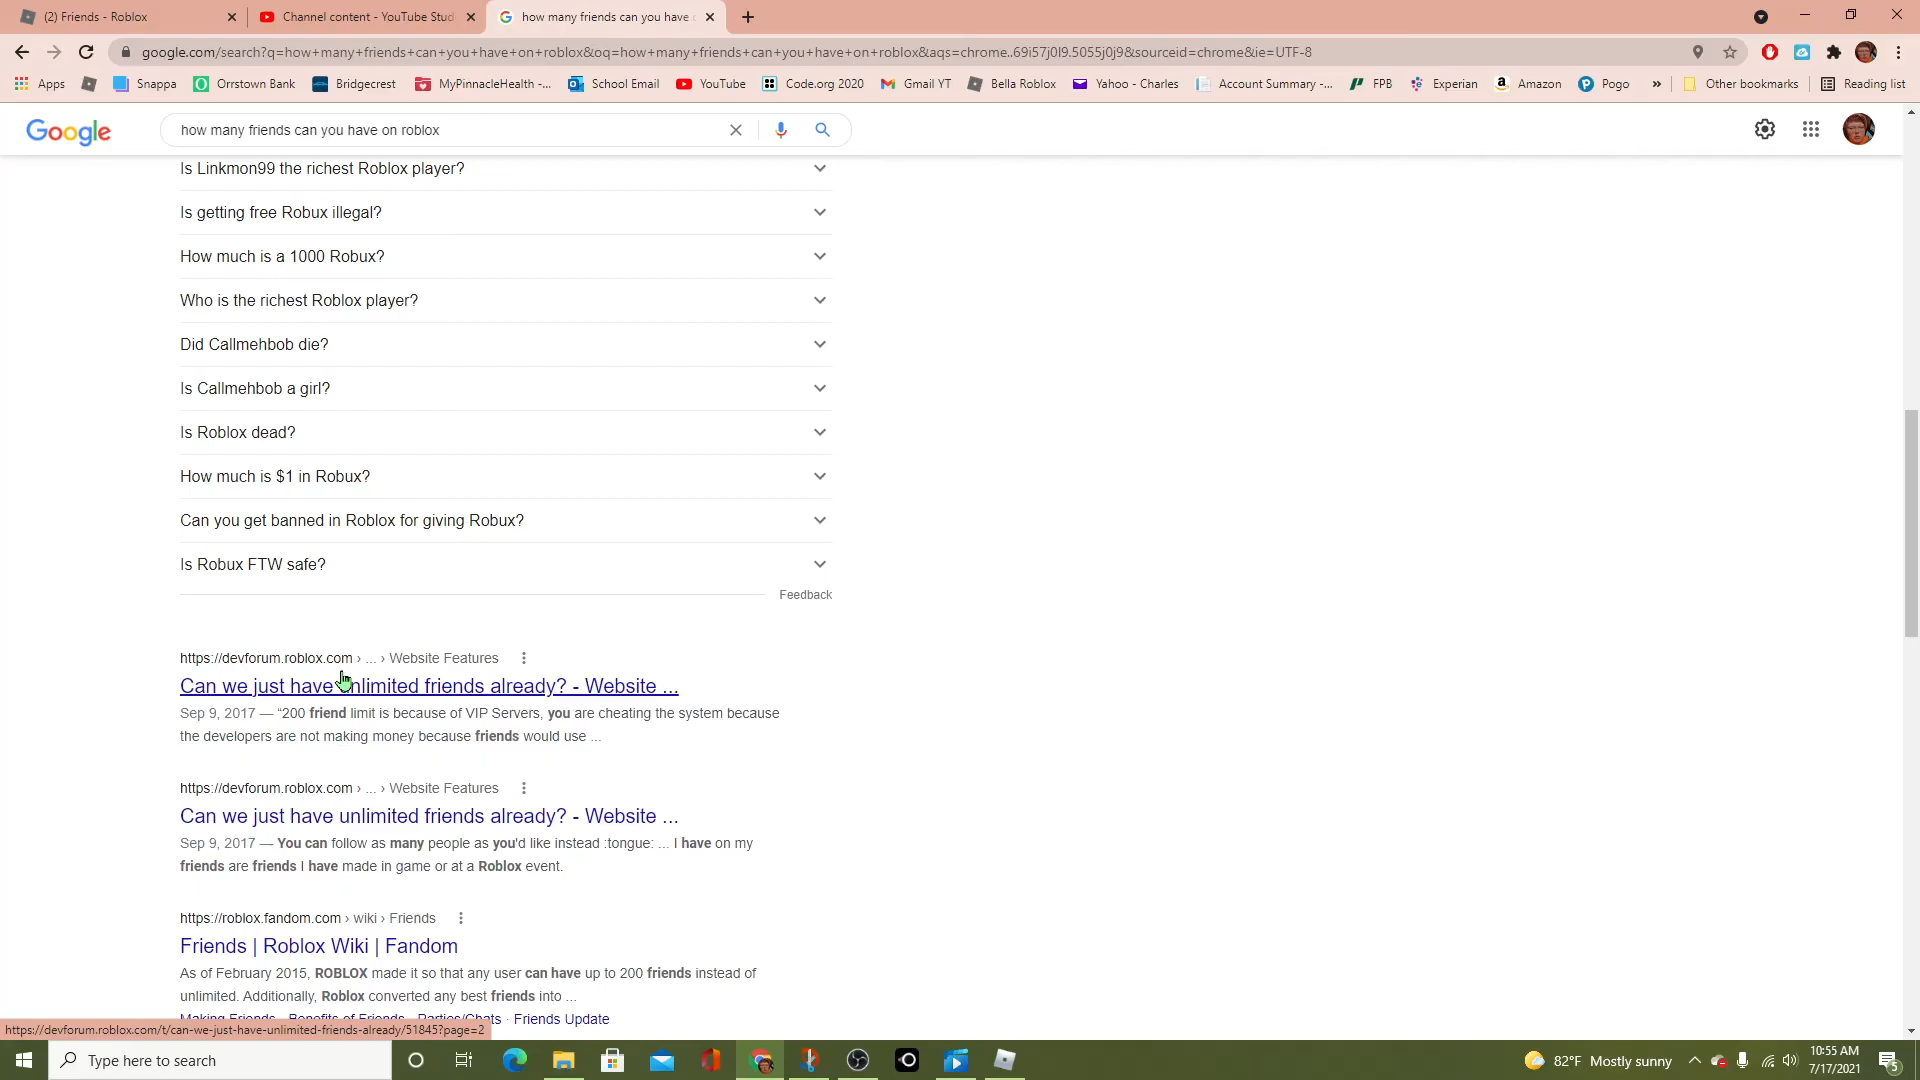 (2) Friends - Roblox
Channel content - YouTube Stud
how many friends can you have o
google.com/search?q=how+many+friends+can+you+have+on+roblox&oq=how+many+friends+can+you+have+on+roblox&aqs=chrome..69i57j0l9.5055j0j9&sourceid=chrome&ie=UTF-8
Apps Snappa Orrstown Bank Bridgecrest MyPinnacleHealth -... School Email YouTube Code.org 2020 Gmail YT Bella Roblox Yahoo - Charles Account Summary -... FPB Experian Amazon Pogo » Other bookmarks Reading list
Google how many friends can you have on roblox
Is Linkmon99 the richest Roblox player?
Is getting free Robux illegal?
How much is a 1000 Robux?
Who is the richest Roblox player?
Did Callmehbob die?
Is Callmehbob a girl?
Is Roblox dead?
How much is $1 in Robux?
Can you get banned in Roblox for giving Robux?
Is Robux FTW safe?
Feedback
https://devforum.roblox.com › ... › Website Features
Can we just have unlimited friends already? - Website ...
Sep 9, 2017 — “200 friend limit is because of VIP Servers, you are cheating the system because
the developers are not making money because friends would use ...
https://devforum.roblox.com › ... › Website Features
Can we just have unlimited friends already? - Website ...
Sep 9, 2017 — You can follow as many people as you'd like instead :tongue: ... I have on my
friends are friends I have made in game or at a Roblox event.
https://roblox.fandom.com › wiki › Friends
Friends | Roblox Wiki | Fandom
As of February 2015, ROBLOX made it so that any user can have up to 200 friends instead of
unlimited. Additionally, Roblox converted any best friends into ...
Making Friends · Benefits of Friends · Parties/Chats · Friends Update
https://devforum.roblox.com/t/can-we-just-have-unlimited-friends-already/51845?page=2
Type here to search
82°F Mostly sunny
10:55 AM
7/17/2021
5